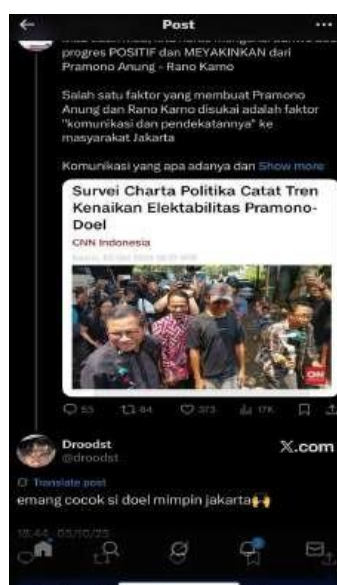 Post
progres POSITIF dan MEYAKINKAN dari
Pramono Anung - Rano Karno
Salah satu faktor yang membuat Pramono
Anung dan Rano Karno disukai adalah faktor
"komunikasi dan pendekatannya" ke
masyarakat Jakarta
Komunikasi yang apa adanya dan Show more
Survei Charta Politika Catat Tren
Kenaikan Elektabilitas Pramono-
Doel
CNN Indonesia
CNN
53 84 373 17K
Droodst
@droodst
X.com
Translate post
emang cocok si doel mimpin jakarta
18:44